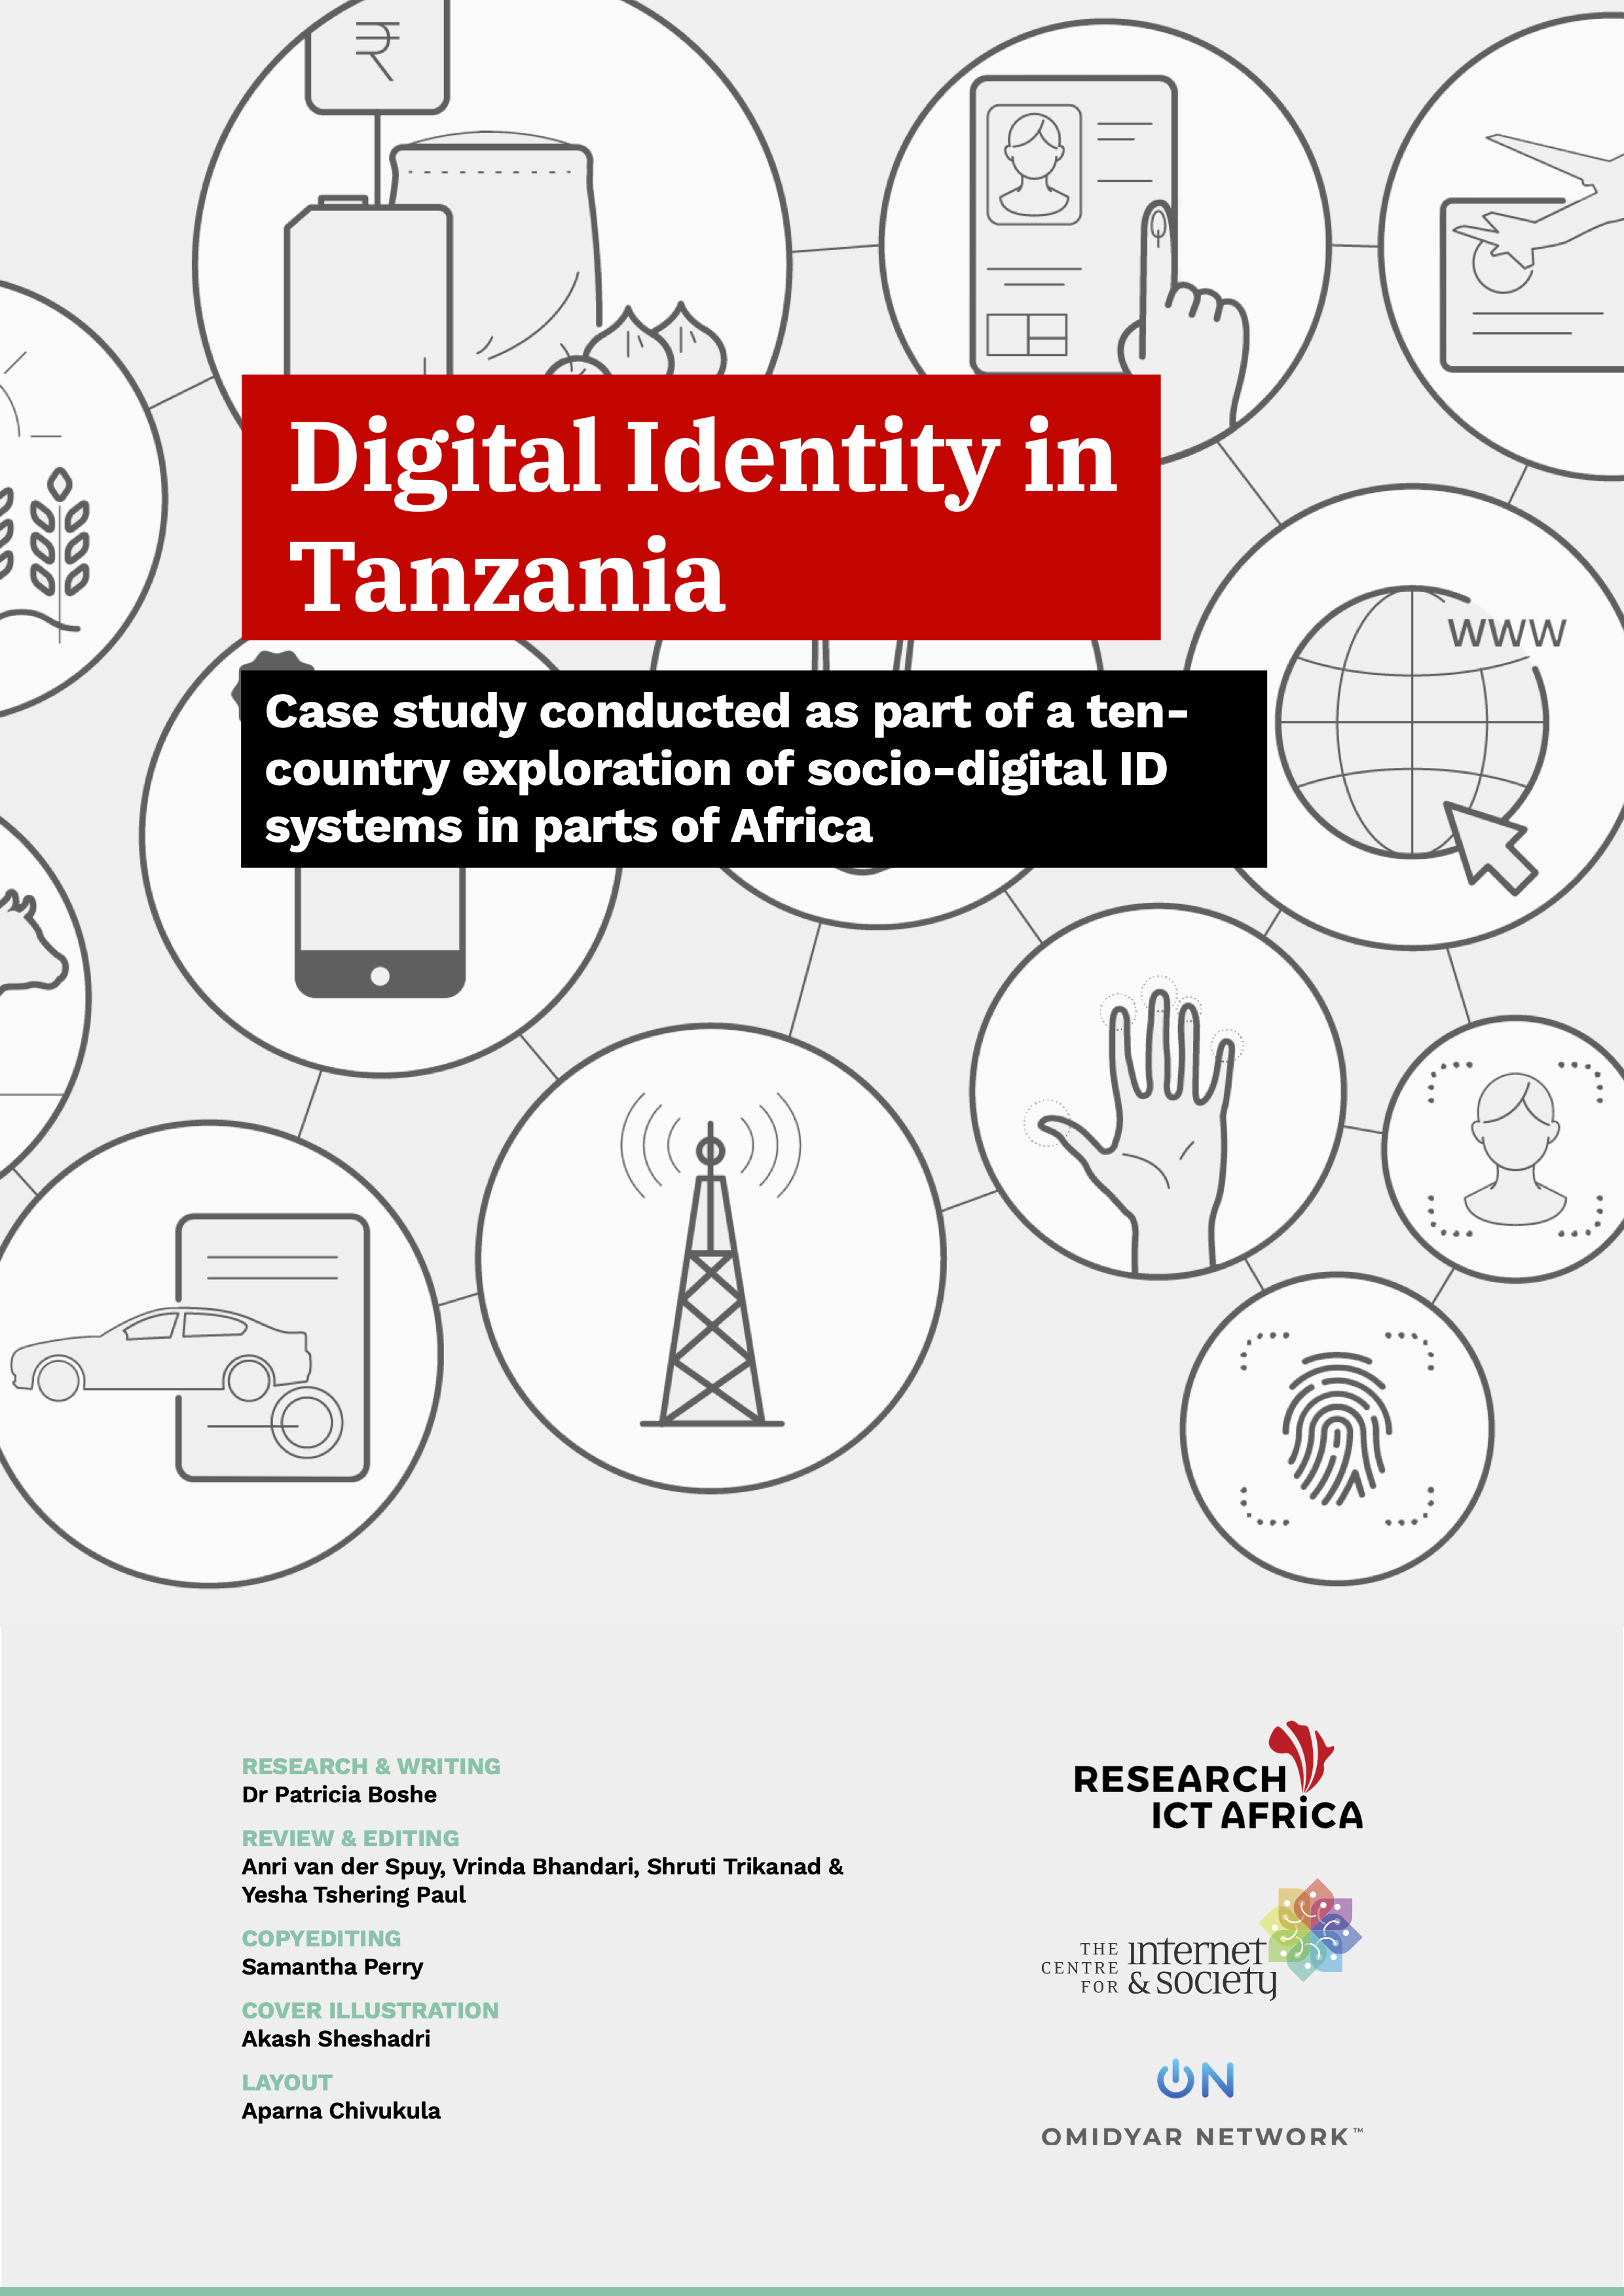 ₹
Digital Identity in
Tanzania
WWW
Case study conducted as part of a ten-
country exploration of socio-digital ID
systems in parts of Africa
RESEARCH & WRITING
Dr Patricia Boshe
REVIEW & EDITING
Anri van der Spuy, Vrinda Bhandari, Shruti Trikanad &
Yesha Tshering Paul
COPYEDITING
Samantha Perry
COVER ILLUSTRATION
Akash Sheshadri
LAYOUT
Aparna Chivukula
RESEARCH
ICT AFRiCA
THE
CENTRE
FOR
internet
& society
ON
OMIDYAR NETWORK™